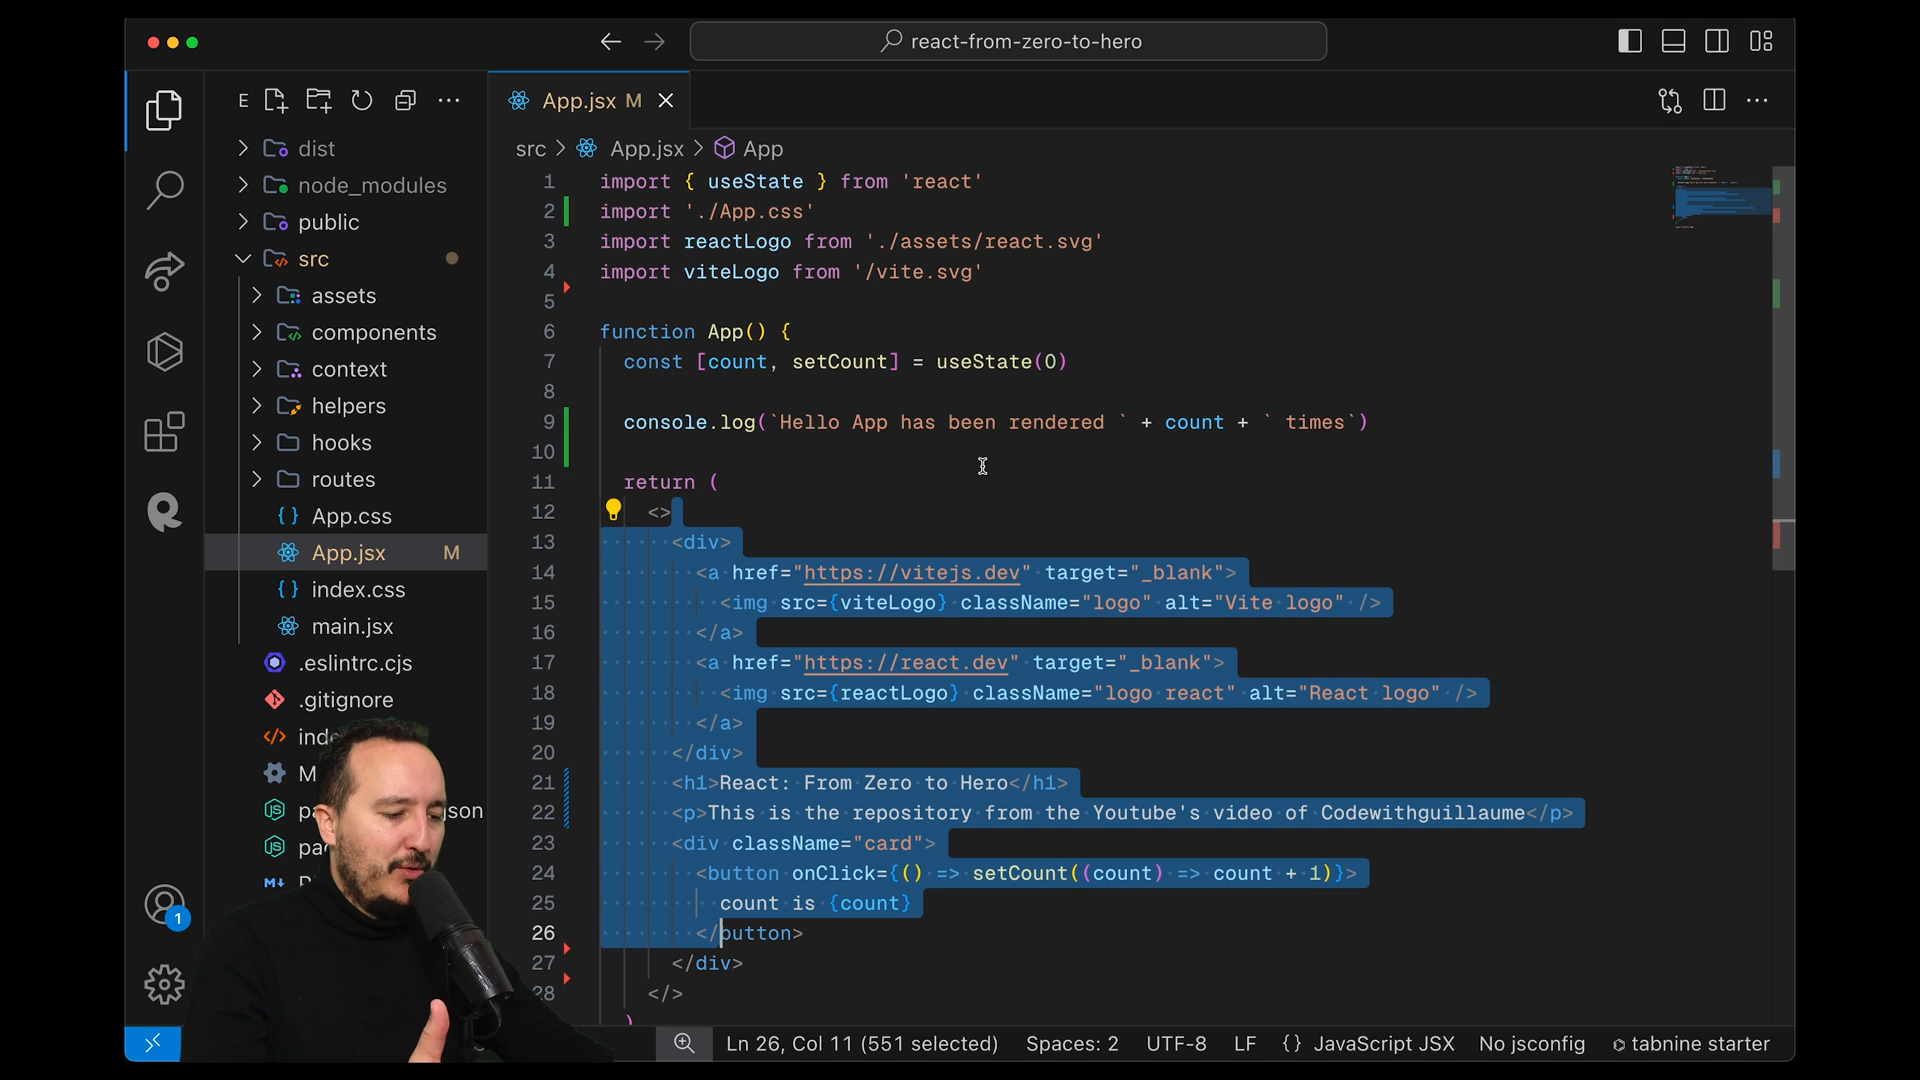 react-from-zero-to-hero
E
App.jsx M
dist
node_modules
public
src
assets
components
context
helpers
hooks
routes
App.css
App.jsx M
index.css
main.jsx
.eslintrc.cjs
.gitignore
src > App.jsx > App
1 import { useState } from 'react'
2 import './App.css'
3 import reactLogo from './assets/react.svg'
4 import viteLogo from '/vite.svg'
5
6 function App() {
7 const [count, setCount] = useState(0)
8
9 console.log(`Hello App has been rendered ` + count + ` times`)
10
11 return (
12 <>
13 <div>
14 <a href="https://vitejs.dev" target="_blank">
15 <img src={viteLogo} className="logo" alt="Vite logo" />
16 </a>
17 <a href="https://react.dev" target="_blank">
18 <img src={reactLogo} className="logo react" alt="React logo" />
19 </a>
20 </div>
21 <h1>React: From Zero to Hero</h1>
22 <p>This is the repository from the Youtube's video of Codewithguillaume</p>
23 <div className="card">
24 <button onClick={() => setCount((count) => count + 1)}>
25 count is {count}
26 </button>
27 </div>
28 </>
)
1
Ln 26, Col 11 (551 selected) Spaces: 2 UTF-8 LF {} JavaScript JSX No jsconfig tabnine starter